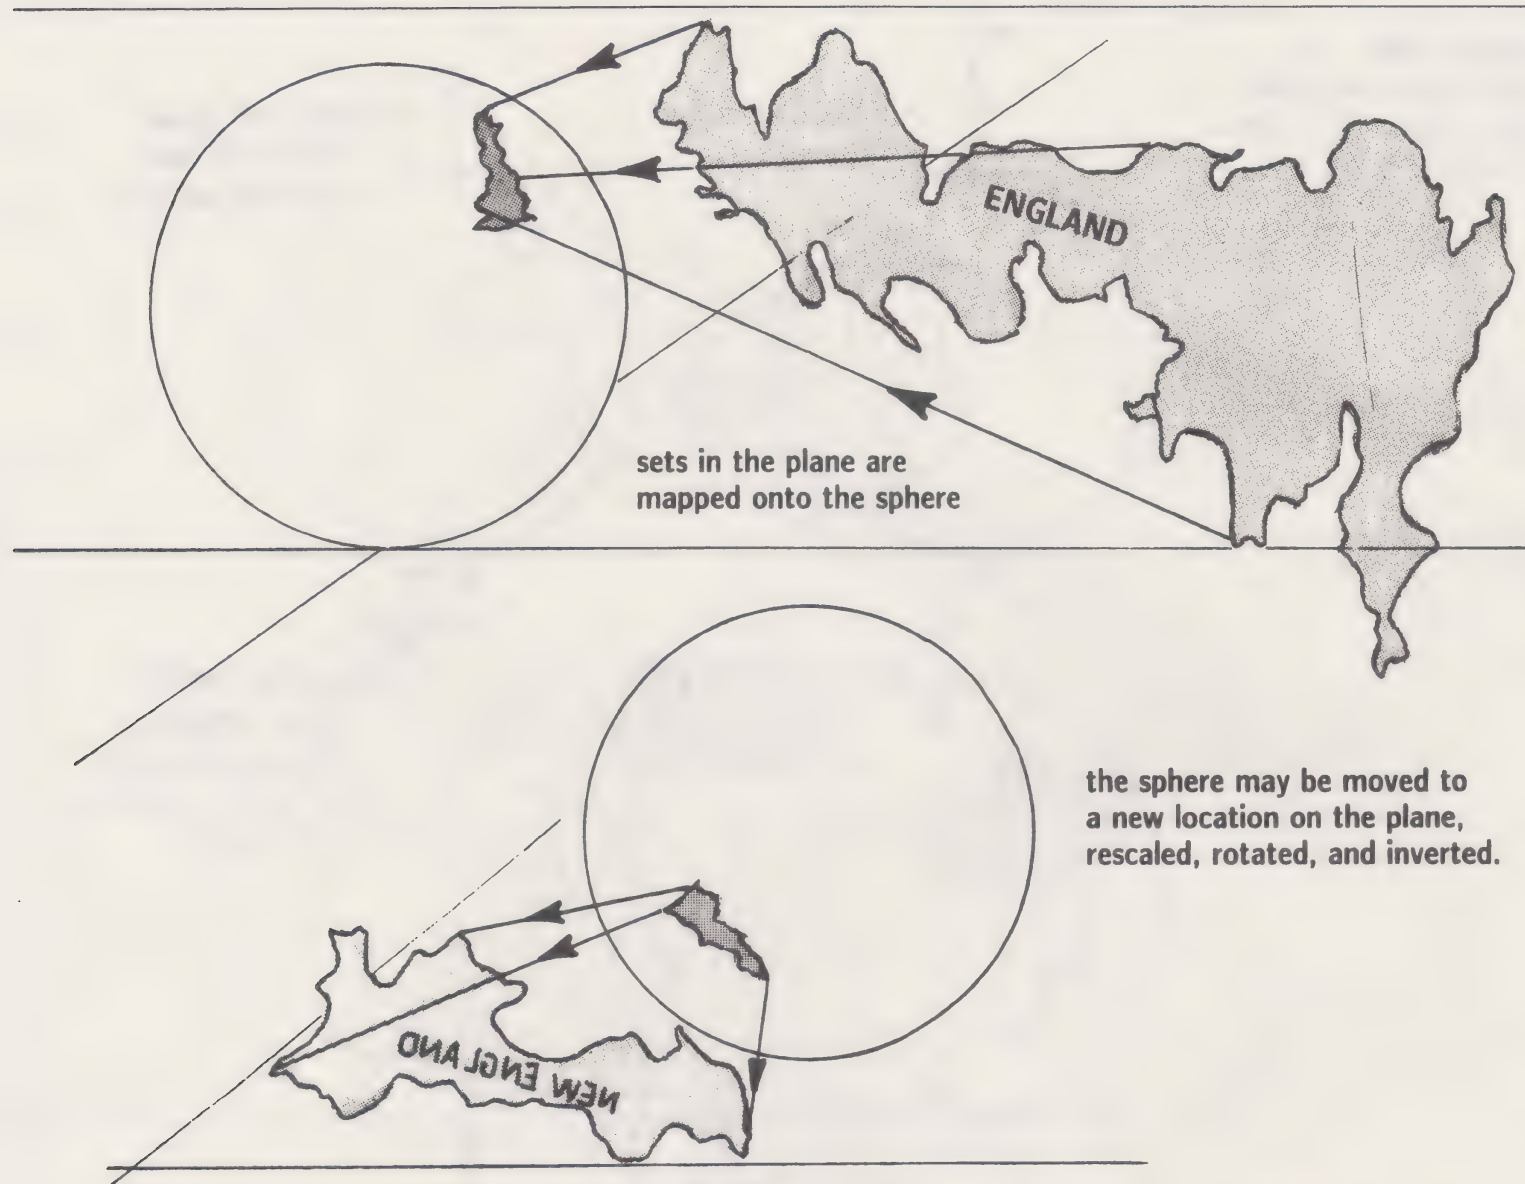 ENGLAND
sets in the plane are
mapped onto the sphere
the sphere may be moved to
a new location on the plane,
rescaled, rotated, and inverted.
NEW ENGLAND